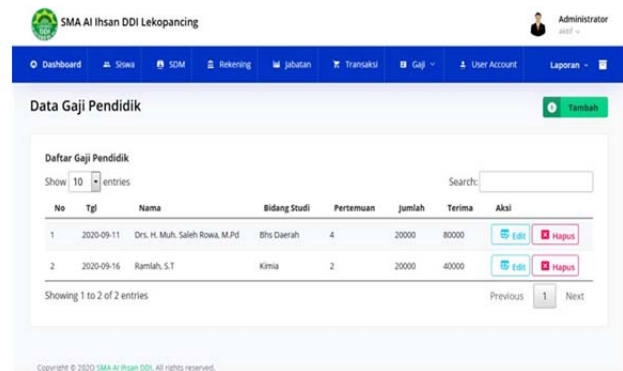 SMA Al Ihsan DDI Lekopancing
Administrator
aktif
Dashboard Siswa SDM Rekening Jabatan Transaksi Gaji User Account Laporan
Data Gaji Pendidik
Tambah
Daftar Gaji Pendidik
Show 10 entries Search:
No Tgl Nama Bidang Studi Pertemuan Jumlah Terima Aksi
1 2020-09-11 Drs. H. Muh. Saleh Rowa, M.Pd Bhs Daerah 4 20000 80000 Edit Hapus
2 2020-09-16 Ramlah, S.T Kimia 2 20000 40000 Edit Hapus
Showing 1 to 2 of 2 entries Previous 1 Next
Copyright © 2020 SMA Al Ihsan DDI. All rights reserved.